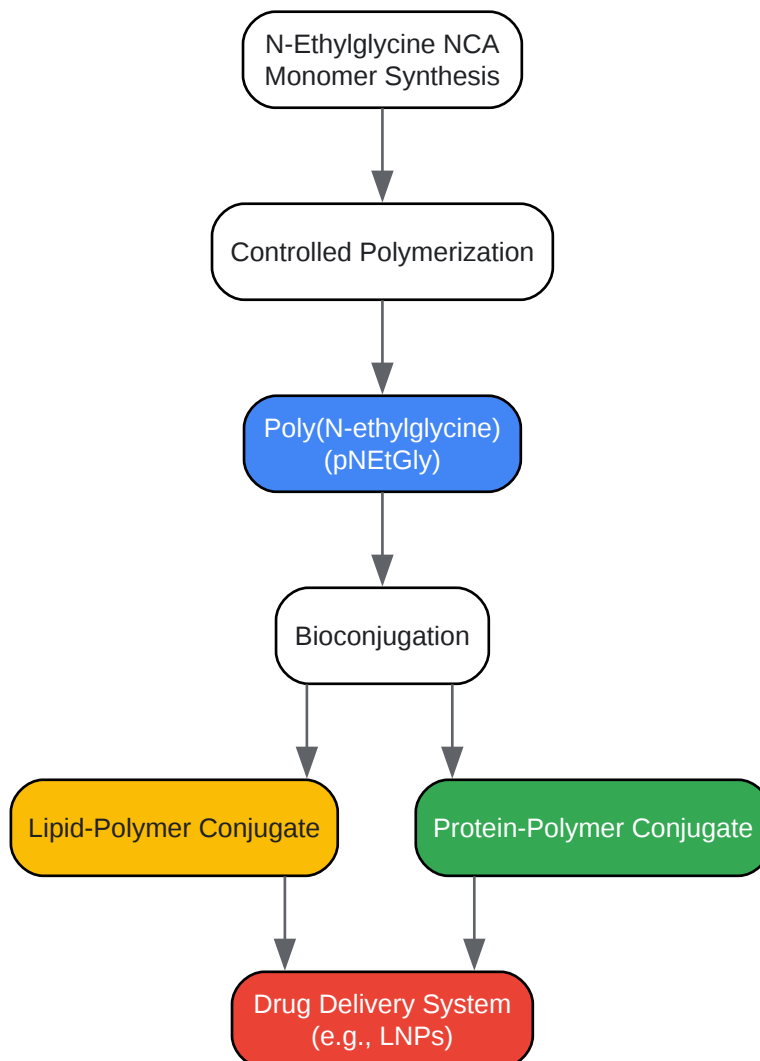 N-Ethylglycine NCA
Monomer Synthesis
Controlled Polymerization
Poly(N-ethylglycine)
(pNEtGly)
Bioconjugation
Lipid-Polymer Conjugate
Protein-Polymer Conjugate
Drug Delivery System
(e.g., LNPs)